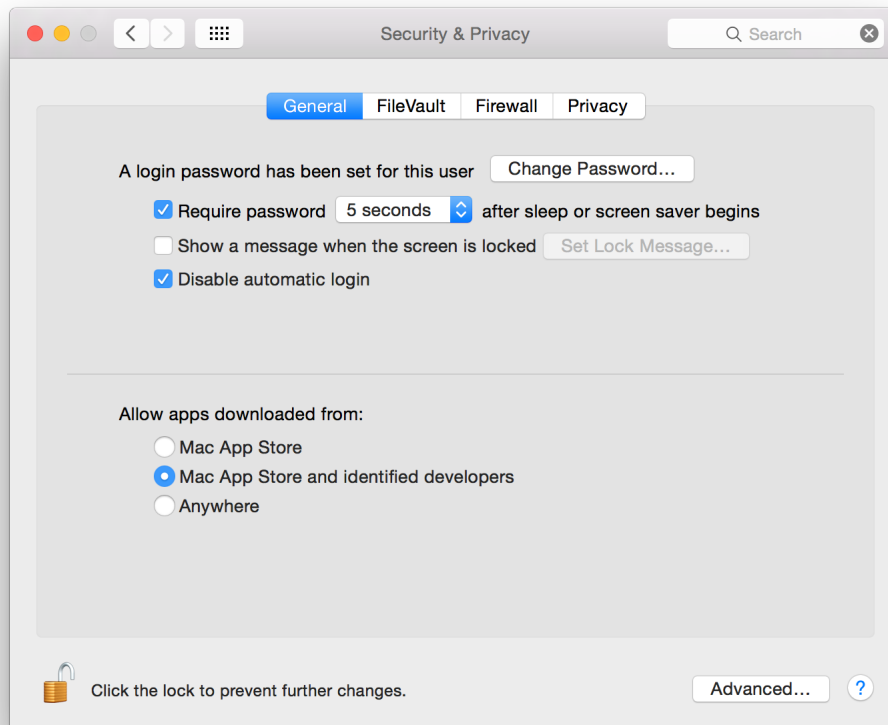 Security & Privacy
Search
General FileVault Firewall Privacy
A login password has been set for this user Change Password...
Require password 5 seconds after sleep or screen saver begins
Show a message when the screen is locked Set Lock Message...
Disable automatic login
Allow apps downloaded from:
Mac App Store
Mac App Store and identified developers
Anywhere
Click the lock to prevent further changes. Advanced... ?